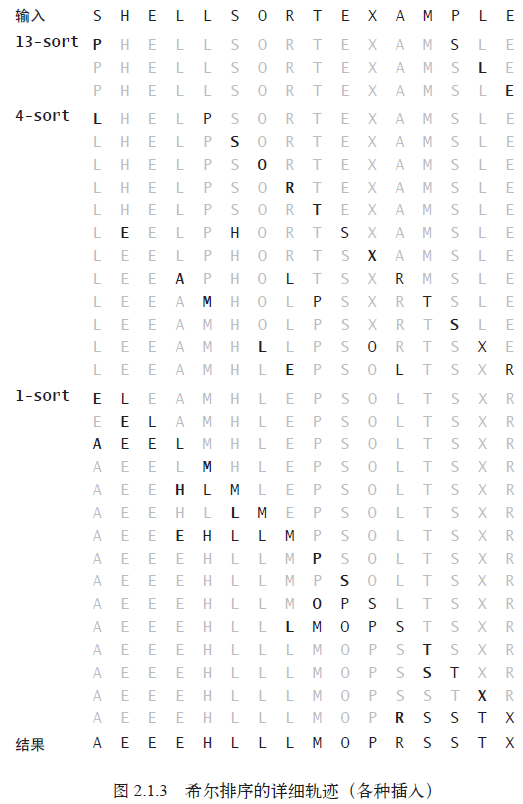 输入 S H E L L S O R T E X A M P L E
13-sort P H E L L S O R T E X A M S L E
P H E L L S O R T E X A M S L E
P H E L L S O R T E X A M S L E
4-sort L H E L P S O R T E X A M S L E
L H E L P S O R T E X A M S L E
L H E L P S O R T E X A M S L E
L H E L P S O R T E X A M S L E
L H E L P S O R T E X A M S L E
L E E L P H O R T S X A M S L E
L E E L P H O R T S X A M S L E
L E E A P H O L T S X R M S L E
L E E A M H O L P S X R T S L E
L E E A M H O L P S X R T S L E
L E E A M H L L P S O R T S X E
L E E A M H L E P S O L T S X R
1-sort E L E A M H L E P S O L T S X R
E E L A M H L E P S O L T S X R
A E E L M H L E P S O L T S X R
A E E L M H L E P S O L T S X R
A E E H L M L E P S O L T S X R
A E E H L L M E P S O L T S X R
A E E E H L L M P S O L T S X R
A E E E H L L M P S O L T S X R
A E E E H L L M P S O L T S X R
A E E E H L L M O P S L T S X R
A E E E H L L L M O P S T S X R
A E E E H L L L M O P S T S X R
A E E E H L L L M O P S S T X R
A E E E H L L L M O P S S T X R
A E E E H L L L M O P R S S T X
结果 A E E E H L L L M O P R S S T X
图 2.1.3 希尔排序的详细轨迹（各种插入）